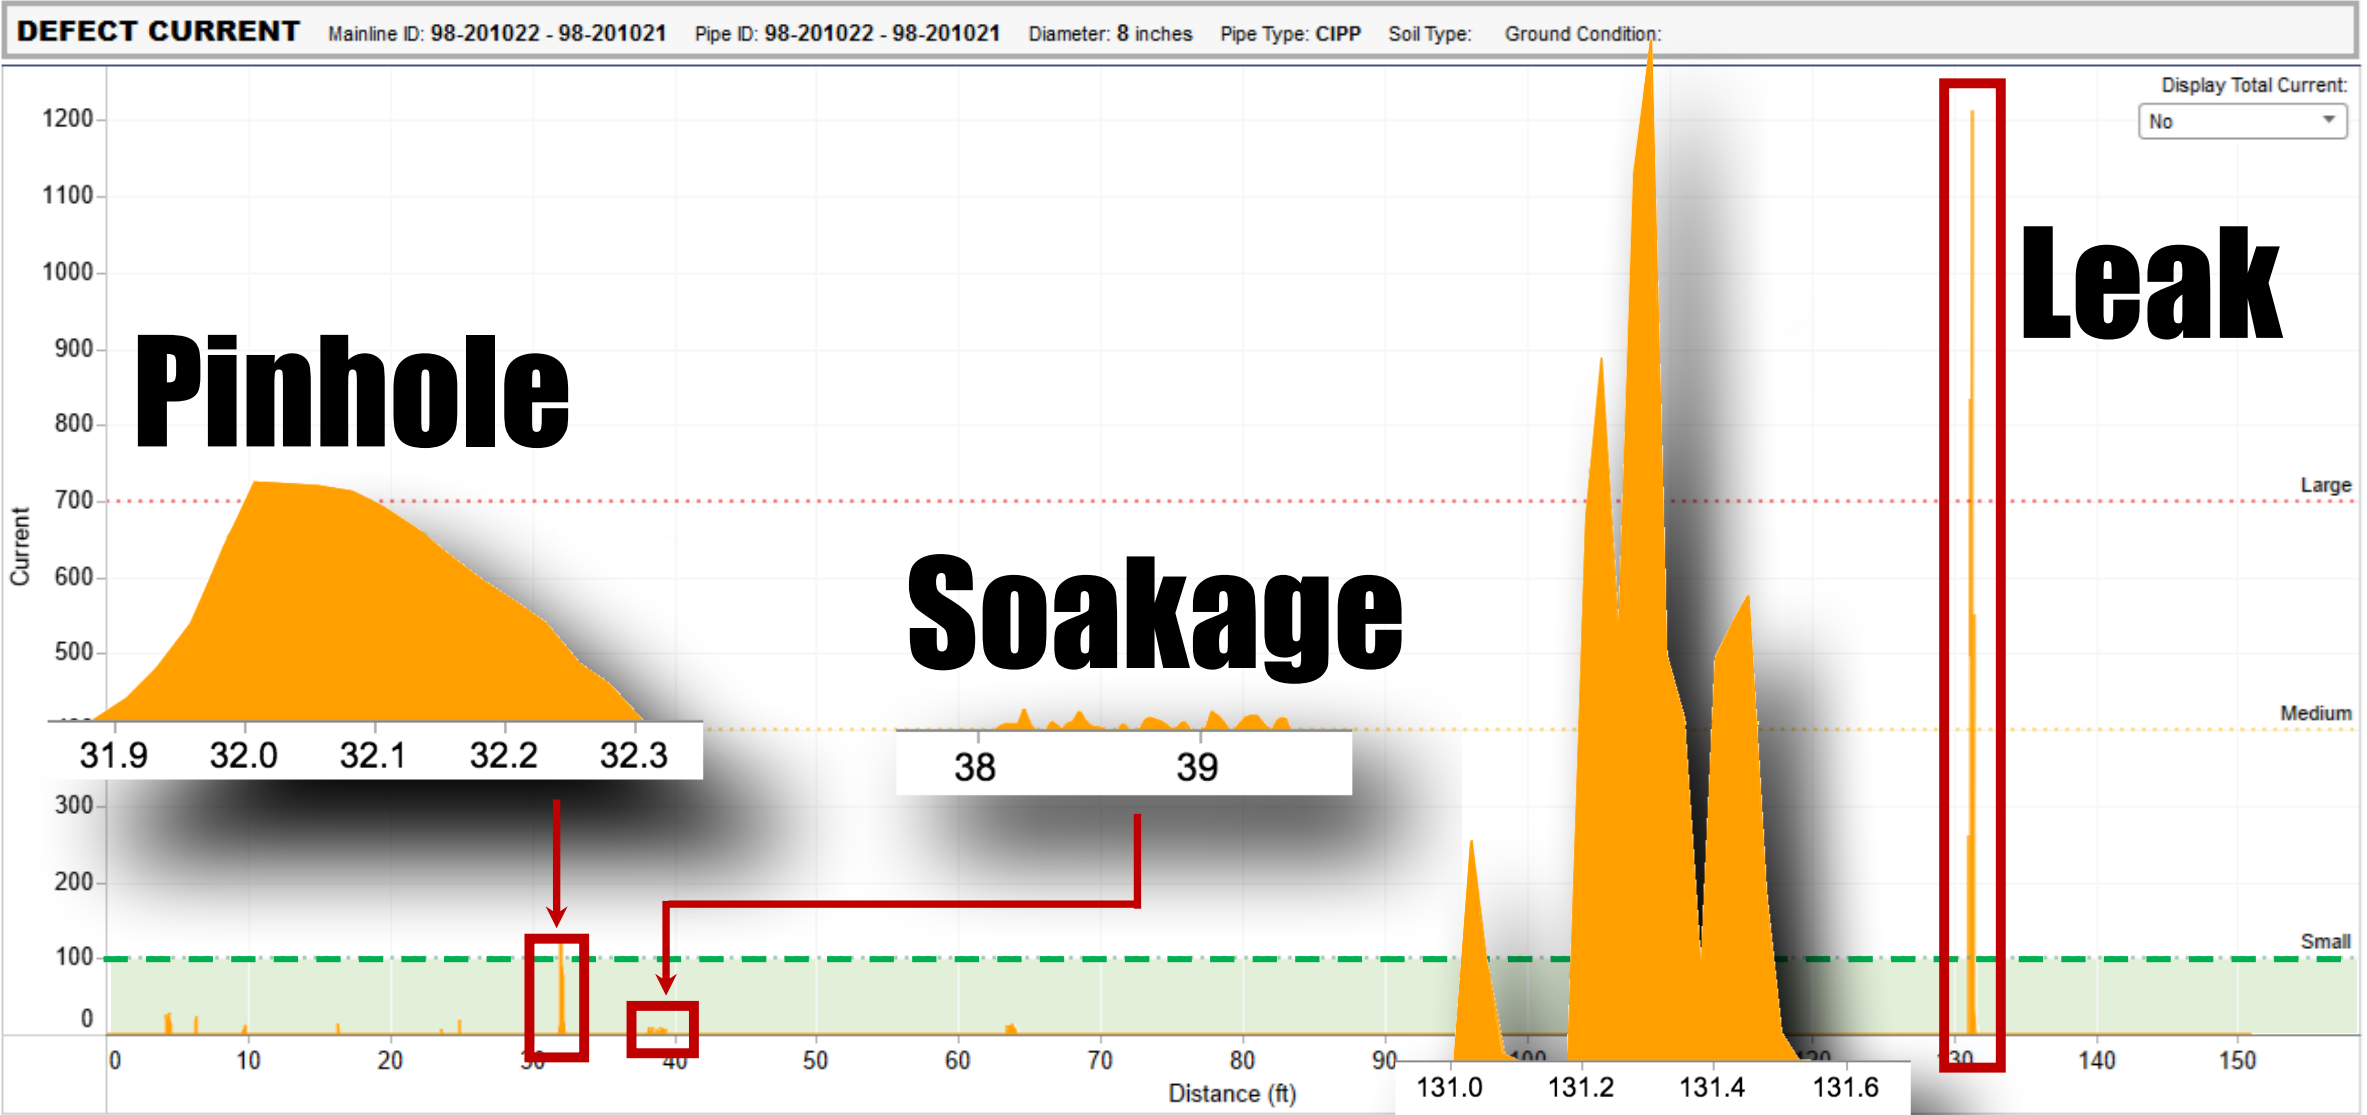 DEFECT CURRENT Mainline ID: 98-201022 - 98-201021 Pipe ID: 98-201022 - 98-201021 Diameter: 8 inches Pipe Type: CIPP Soil Type: Ground Condition:
Display Total Current:
No
1200
1100
1000
900
800
700
600
500
300
200
100
0
Current
Leak
Pinhole
Soakage
Large
Medium
Small
31.9 32.0 32.1 32.2 32.3
38 39
0 10 20 30 40 50 60 70 80 90 100 120 130 140 150
131.0 131.2 131.4 131.6
Distance (ft)